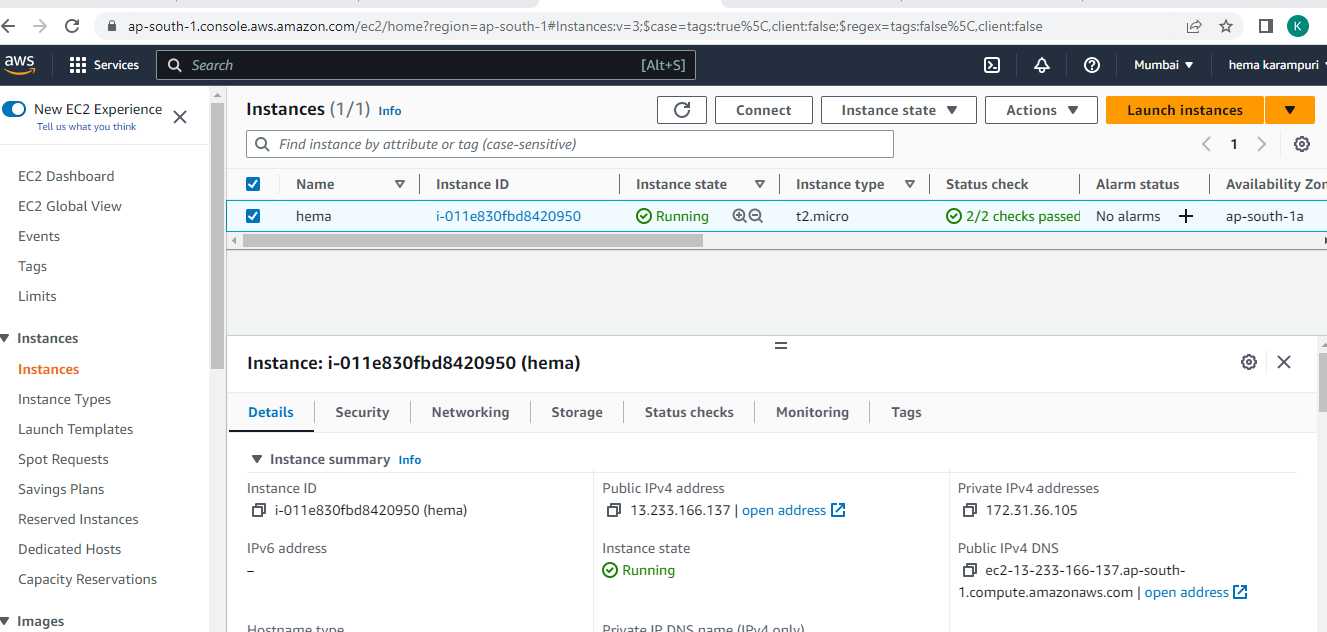 ap-south-1.console.aws.amazon.com/ec2/home?region=ap-south-1#Instances:v=3;$case=tags:true%5C,client:false;$regex=tags:false%5C,client:false
K
aws Services Search [Alt+S] Mumbai hema karampuri
New EC2 Experience
Tell us what you think
EC2 Dashboard
EC2 Global View
Events
Tags
Limits
Instances
Instances
Instance Types
Launch Templates
Spot Requests
Savings Plans
Reserved Instances
Dedicated Hosts
Capacity Reservations
Images
Instances (1/1) Info
Connect Instance state Actions Launch instances
Find instance by attribute or tag (case-sensitive)
1
Name Instance ID Instance state Instance type Status check Alarm status Availability Zon
hema i-011e830fbd8420950 Running t2.micro 2/2 checks passed No alarms + ap-south-1a
Instance: i-011e830fbd8420950 (hema)
Details Security Networking Storage Status checks Monitoring Tags
Instance summary Info
Instance ID
i-011e830fbd8420950 (hema)
Public IPv4 address
13.233.166.137 | open address
Private IPv4 addresses
172.31.36.105
IPv6 address
–
Instance state
Running
Public IPv4 DNS
ec2-13-233-166-137.ap-south-
1.compute.amazonaws.com | open address
Hostname type
Private IP DNS name (IPv4 only)